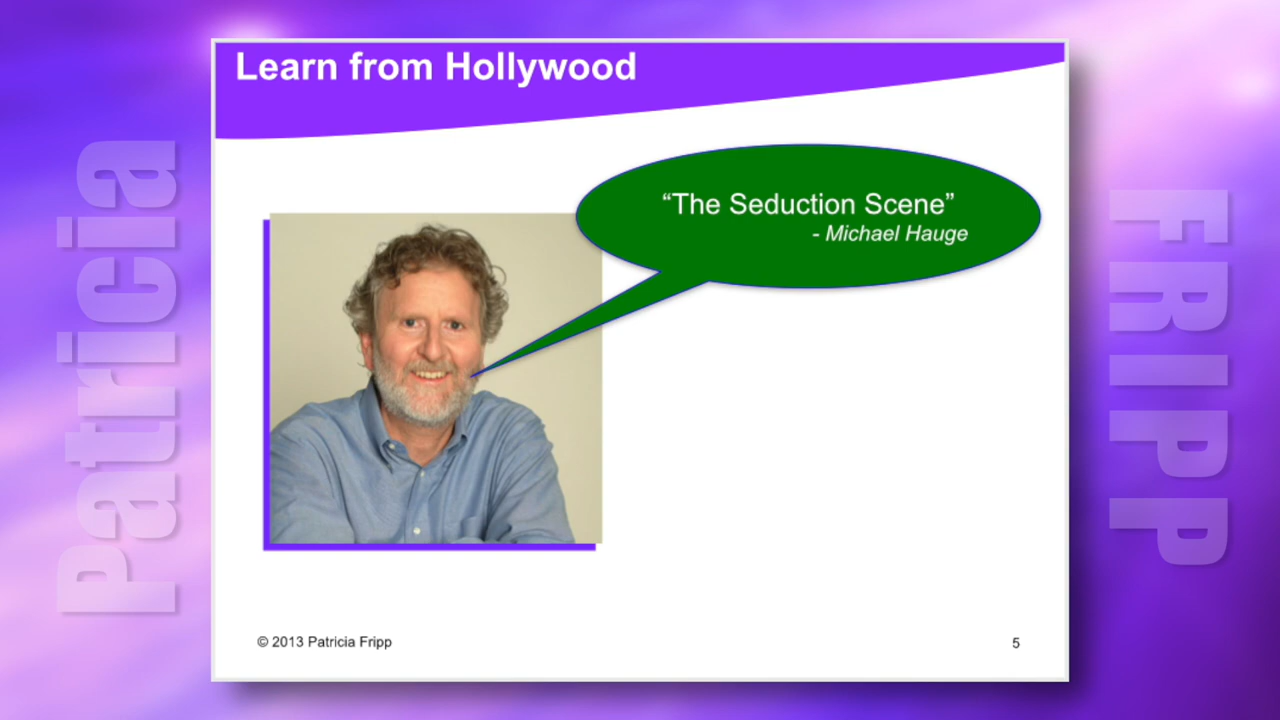 Learn from Hollywood
“The Seduction Scene”
- Michael Hauge
Patricia
FRIPP
© 2013 Patricia Fripp
5